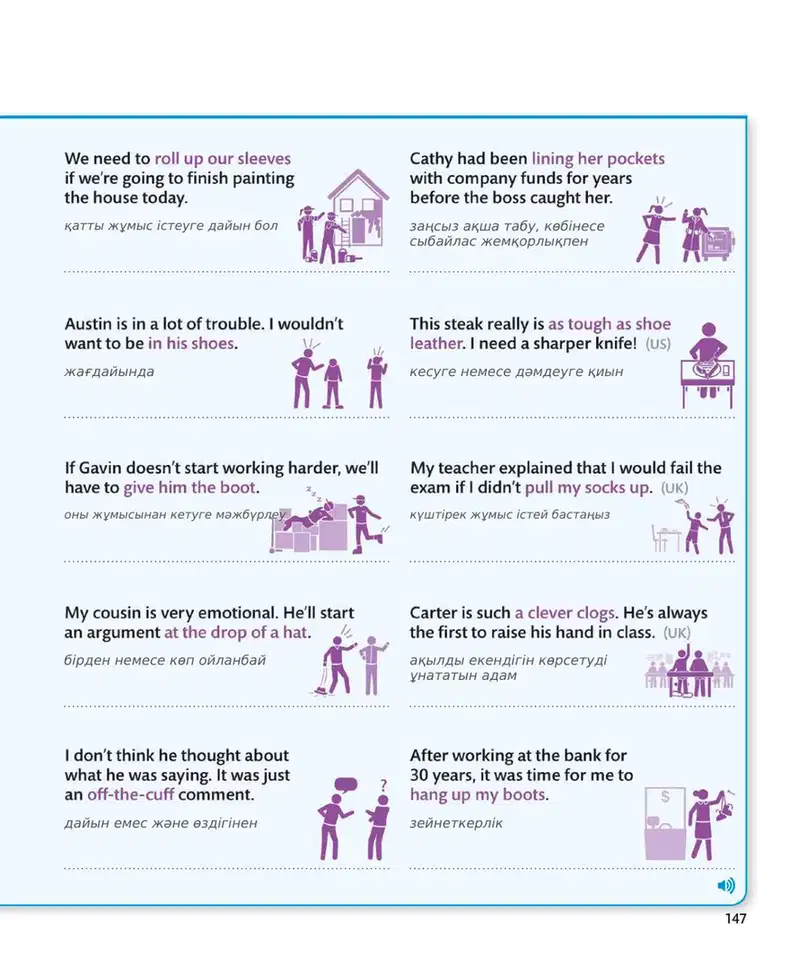 We need to roll up our sleeves
if we're going to finish painting
the house today.
қатты жұмыс істеуге дайын бол
Cathy had been lining her pockets
with company funds for years
before the boss caught her.
заңсыз ақша табу, көбінесе
сыбайлас жемқорлықпен
Austin is in a lot of trouble. I wouldn't
want to be in his shoes.
жағдайында
This steak really is as tough as shoe
leather. I need a sharper knife! (US)
кесуге немесе дәмдеуге қиын
If Gavin doesn't start working harder, we'll
have to give him the boot.
z z z
оны жұмысынан кетуге мәжбүрлеу
My teacher explained that I would fail the
exam if I didn't pull my socks up. (UK)
күштірек жұмыс істей бастаңыз
My cousin is very emotional. He'll start
an argument at the drop of a hat.
бірден немесе көп ойланбай
Carter is such a clever clogs. He's always
the first to raise his hand in class. (UK)
ақылды екендігін көрсетуді
ұнататын адам
I don't think he thought about
what he was saying. It was just
an off-the-cuff comment.
?
дайын емес және өздігінен
After working at the bank for
30 years, it was time for me to
hang up my boots.
$
зейнеткерлік
147